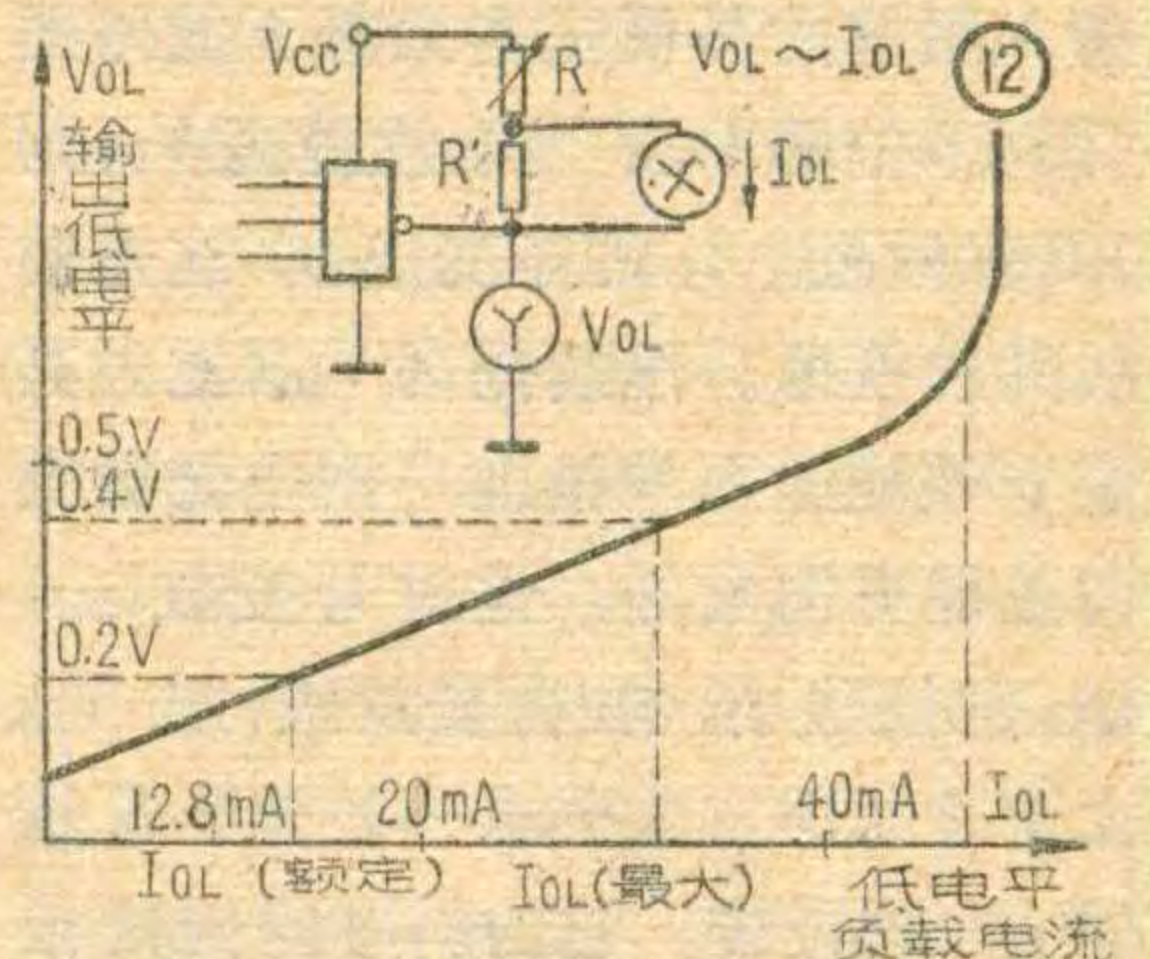 VOL
输出低电平
VCC
R
R'
X
IOL
Y
VOL
VOL～IOL
12
0.5V
0.4V
0.2V
12.8mA
20mA
40mA
IOL
IOL (额定)
IOL(最大)
低电平
负载电流